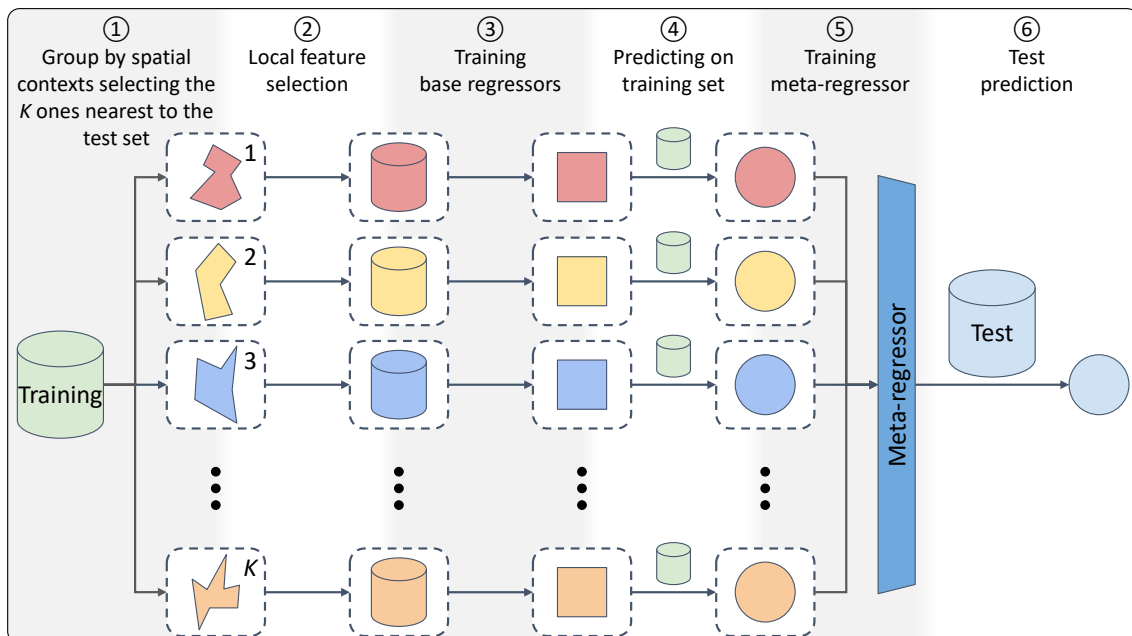 ①
Group by spatial
contexts selecting the
K ones nearest to the
test set
②
Local feature
selection
③
Training
base regressors
④
Predicting on
training set
⑤
Training
meta-regressor
⑥
Test
prediction
1
2
3
K
Training
Meta-regressor
Test